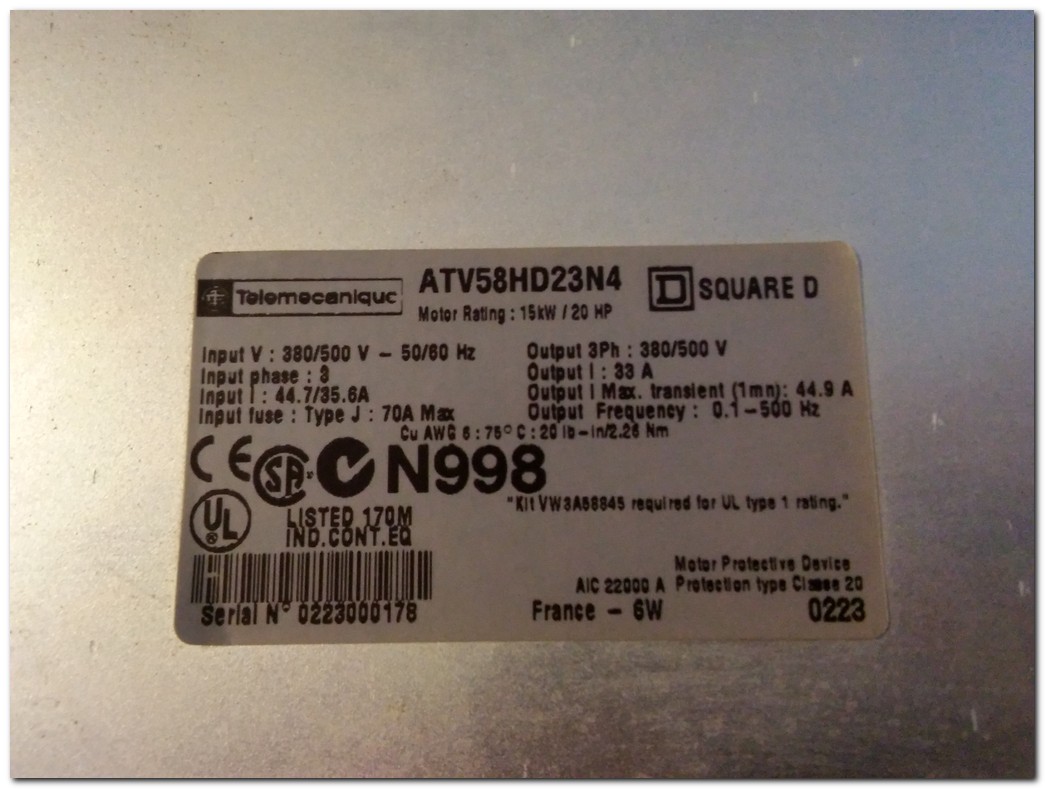 Telemecanique
ATV58HD23N4
D SQUARE D
Motor Rating : 15kW / 20 HP
Input V : 380/500 V ~ 50/60 Hz
Output 3Ph : 380/500 V
Input phase : 3
Output I : 33 A
Input I : 44.7/35.6A
Output I Max. transient (1mn): 44.9 A
Input fuse : Type J : 70A Max
Output Frequency : 0.1-500 Hz
Cu AWG 6 : 75° C : 20 lb-in/2.26 Nm
CE SA N998
"Kit VW3A58845 required for UL type 1 rating."
UL ® LISTED 170M
IND.CONT.EQ
Motor Protective Device
AIC 22000 A Protection type Classe 20
Serial N° 0223000178
France - 6W
0223